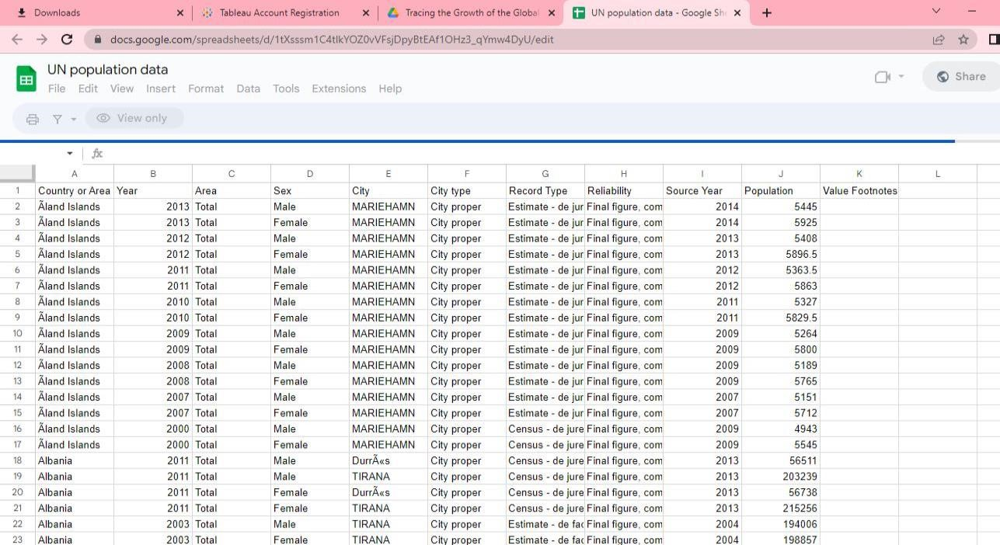 Downloads Tableau Account Registration Tracing the Growth of the Global UN population data - Google She
docs.google.com/spreadsheets/d/1tXsssm1C4tlkYOZ0vVFsjDpyBtEAf1OHz3_qYmw4DyU/edit
UN population data
File Edit View Insert Format Data Tools Extensions Help
Share
View only
fx
A B C D E F G H I J K L
1 Country or Area Year Area Sex City City type Record Type Reliability Source Year Population Value Footnotes
2 Ãland Islands 2013 Total Male MARIEHAMN City proper Estimate - de jur Final figure, com 2014 5445
3 Ãland Islands 2013 Total Female MARIEHAMN City proper Estimate - de jur Final figure, com 2014 5925
4 Ãland Islands 2012 Total Male MARIEHAMN City proper Estimate - de jur Final figure, com 2013 5408
5 Ãland Islands 2012 Total Female MARIEHAMN City proper Estimate - de jur Final figure, com 2013 5896.5
6 Ãland Islands 2011 Total Male MARIEHAMN City proper Estimate - de jur Final figure, com 2012 5363.5
7 Ãland Islands 2011 Total Female MARIEHAMN City proper Estimate - de jur Final figure, com 2012 5863
8 Ãland Islands 2010 Total Male MARIEHAMN City proper Estimate - de jur Final figure, com 2011 5327
9 Ãland Islands 2010 Total Female MARIEHAMN City proper Estimate - de jur Final figure, com 2011 5829.5
10 Ãland Islands 2009 Total Male MARIEHAMN City proper Estimate - de jur Final figure, com 2009 5264
11 Ãland Islands 2009 Total Female MARIEHAMN City proper Estimate - de jur Final figure, com 2009 5800
12 Ãland Islands 2008 Total Male MARIEHAMN City proper Estimate - de jur Final figure, com 2009 5189
13 Ãland Islands 2008 Total Female MARIEHAMN City proper Estimate - de jur Final figure, com 2009 5765
14 Ãland Islands 2007 Total Male MARIEHAMN City proper Estimate - de jur Final figure, com 2007 5151
15 Ãland Islands 2007 Total Female MARIEHAMN City proper Estimate - de jur Final figure, com 2007 5712
16 Ãland Islands 2000 Total Male MARIEHAMN City proper Census - de jure Final figure, com 2009 4943
17 Ãland Islands 2000 Total Female MARIEHAMN City proper Census - de jure Final figure, com 2009 5545
18 Albania 2011 Total Male DurrÃ«s City proper Census - de jure Final figure, com 2013 56511
19 Albania 2011 Total Male TIRANA City proper Census - de jure Final figure, com 2013 203239
20 Albania 2011 Total Female DurrÃ«s City proper Census - de jure Final figure, com 2013 56738
21 Albania 2011 Total Female TIRANA City proper Census - de jure Final figure, com 2013 215256
22 Albania 2003 Total Male TIRANA City proper Estimate - de fac Final figure, com 2004 194006
23 Albania 2003 Total Female TIRANA City proper Estimate - de fac Final figure, com 2004 198857